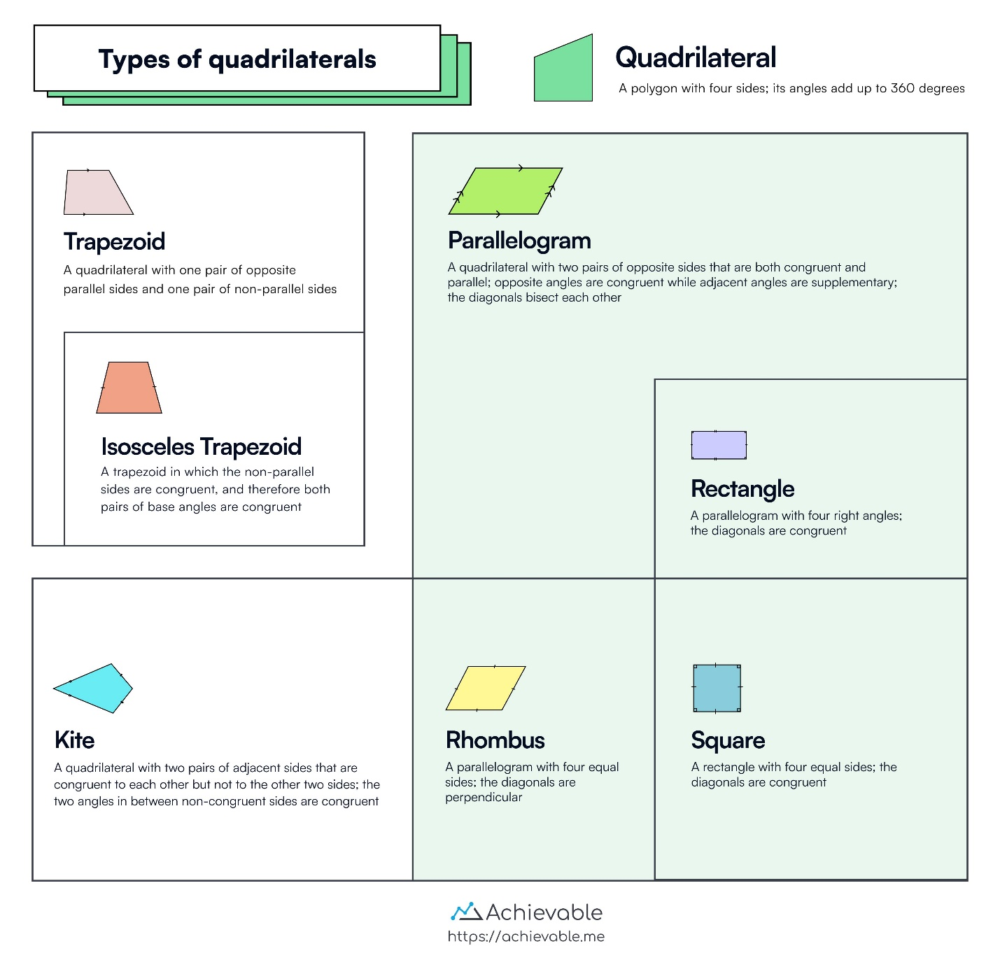 Types of quadrilaterals
Quadrilateral
A polygon with four sides; its angles add up to 360 degrees
Trapezoid
A quadrilateral with one pair of opposite
parallel sides and one pair of non-parallel sides
Isosceles Trapezoid
A trapezoid in which the non-parallel
sides are congruent, and therefore both
pairs of base angles are congruent
Parallelogram
A quadrilateral with two pairs of opposite sides that are both congruent and
parallel; opposite angles are congruent while adjacent angles are supplementary;
the diagonals bisect each other
Rectangle
A parallelogram with four right angles;
the diagonals are congruent
Kite
A quadrilateral with two pairs of adjacent sides that are
congruent to each other but not to the other two sides; the
two angles in between non-congruent sides are congruent
Rhombus
A parallelogram with four equal
sides; the diagonals are
perpendicular
Square
A rectangle with four equal sides; the
diagonals are congruent
Achievable
https://achievable.me